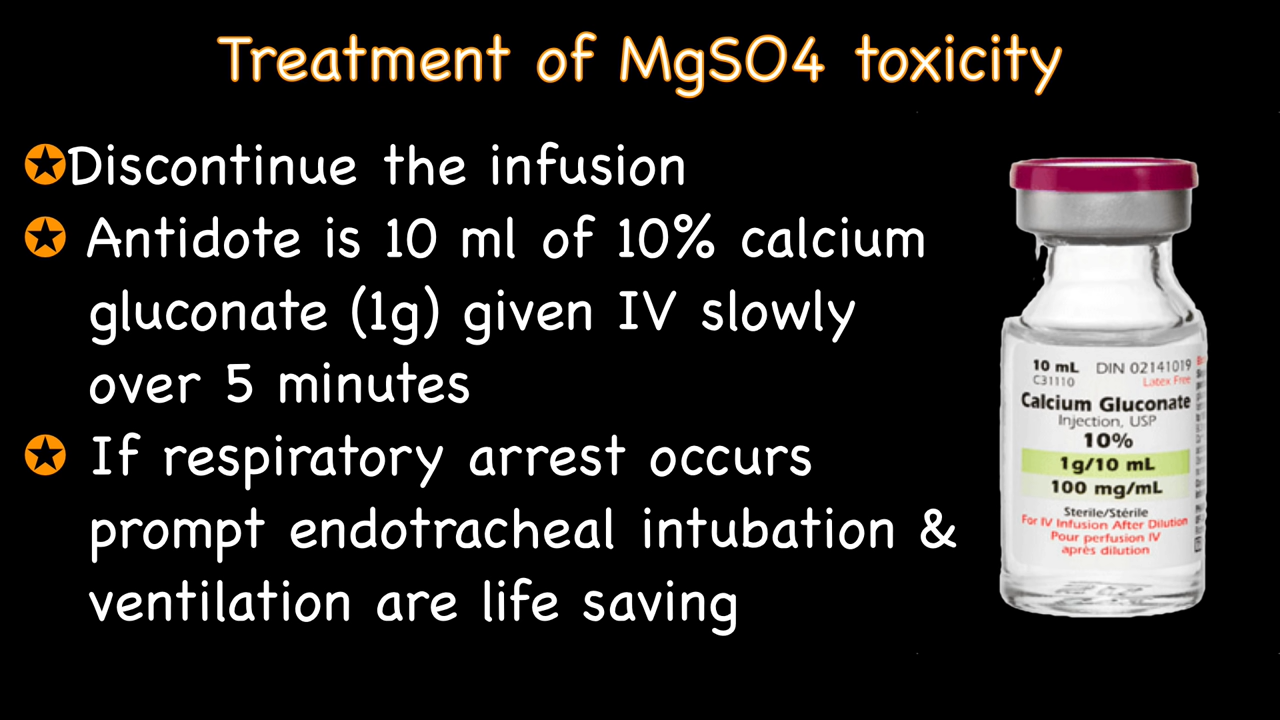 Treatment of MgSO4 toxicity
✪Discontinue the infusion
✪ Antidote is 10 ml of 10% calcium
gluconate (1g) given IV slowly
over 5 minutes
✪ If respiratory arrest occurs
prompt endotracheal intubation &
ventilation are life saving
10 mL DIN 02141019
C31110 Latex Free
Calcium Gluconate
Injection, USP
10%
1g/10 mL
100 mg/mL
Sterile/Stérile
For IV Infusion After Dilution
Pour perfusion IV
après dilution